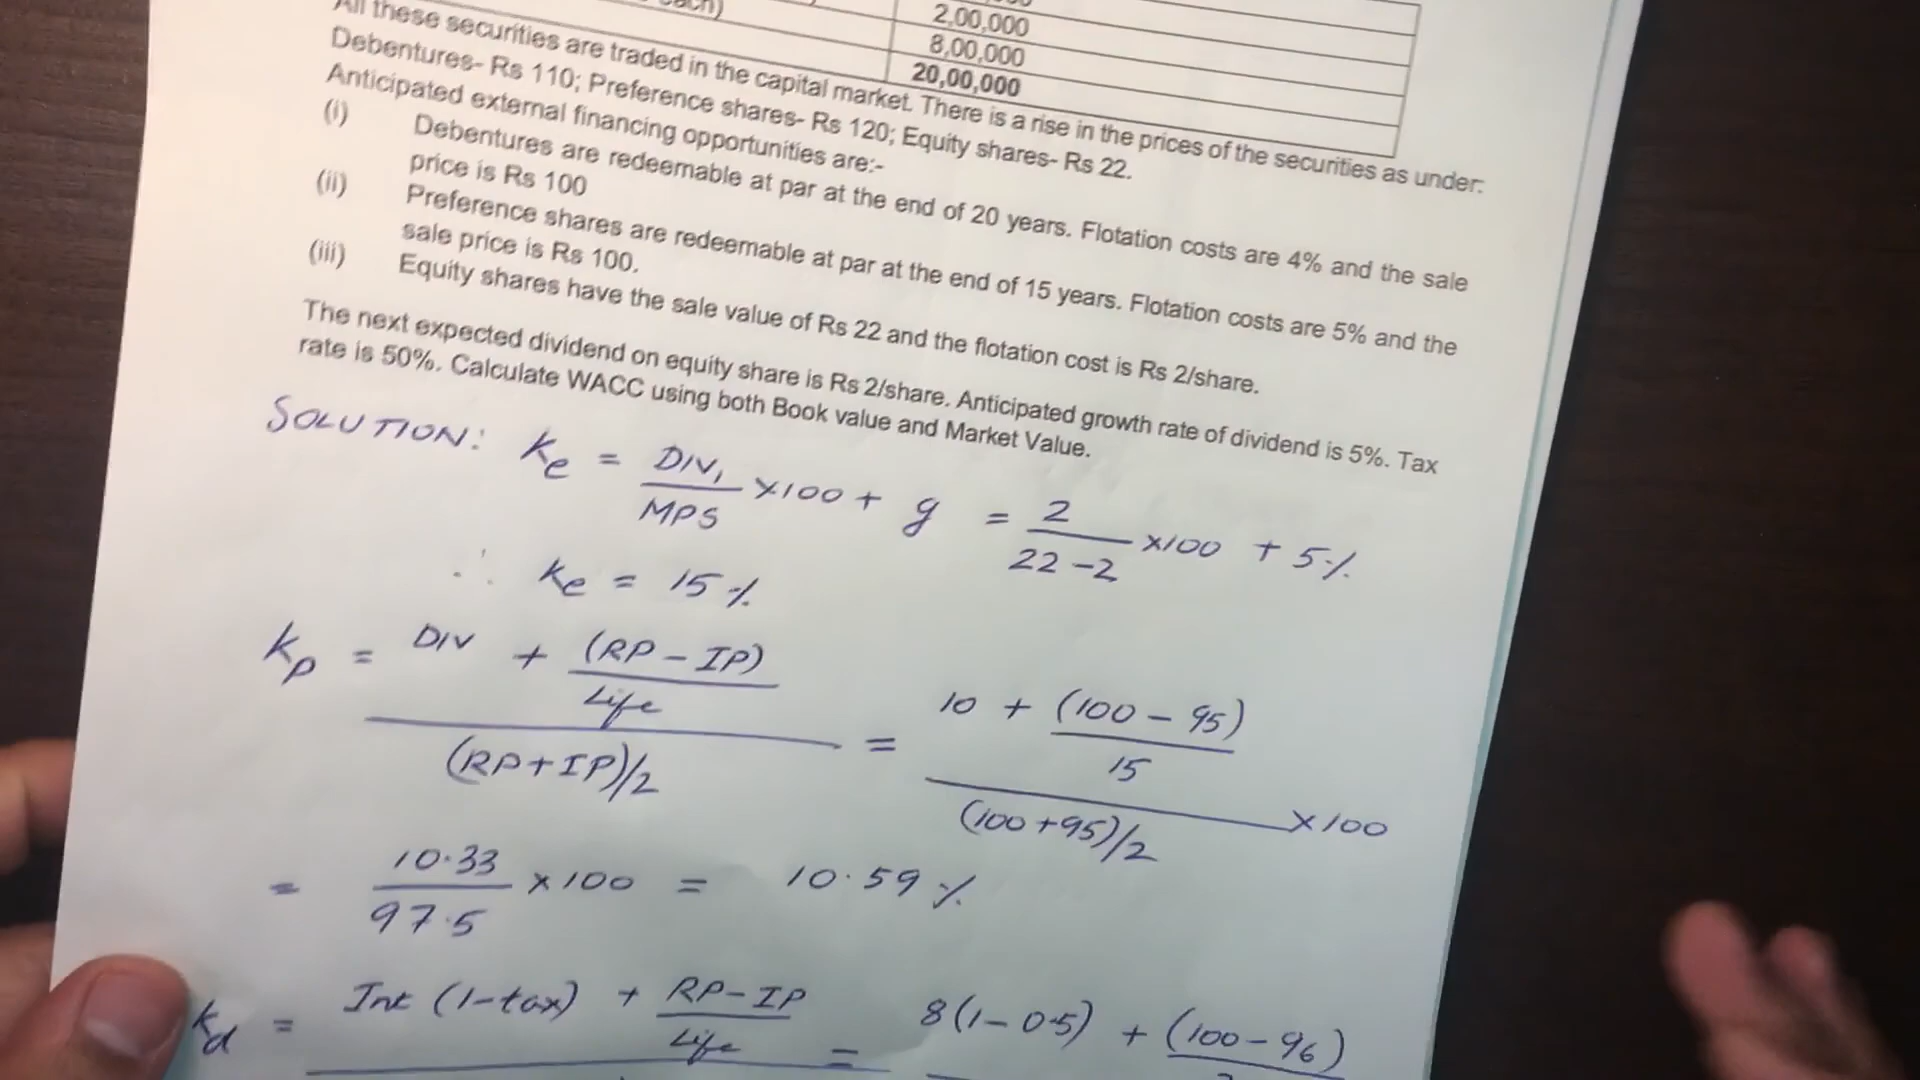 each)
2,00,000
8,00,000
20,00,000
All these securities are traded in the capital market. There is a rise in the prices of the securities as under:
Debentures- Rs 110; Preference shares- Rs 120; Equity shares- Rs 22.
Anticipated external financing opportunities are:-
(i) Debentures are redeemable at par at the end of 20 years. Flotation costs are 4% and the sale
price is Rs 100
(ii) Preference shares are redeemable at par at the end of 15 years. Flotation costs are 5% and the
sale price is Rs 100.
(iii) Equity shares have the sale value of Rs 22 and the flotation cost is Rs 2/share.
The next expected dividend on equity share is Rs 2/share. Anticipated growth rate of dividend is 5%. Tax
rate is 50%. Calculate WACC using both Book value and Market Value.
SOLUTION: Ke = DIV₁ / MPS ×100 + g = 2 / 22-2 ×100 + 5%
∴ Ke = 15%
Kp = DIV + (RP - IP) / Life = 10 + (100 - 95) / 15
(RP+IP)/2 (100+95)/2 ×100
= 10.33 / 97.5 ×100 = 10.59%
Kd = Int (1-tax) + RP-IP / Life = 8(1-0.5) + (100-96)